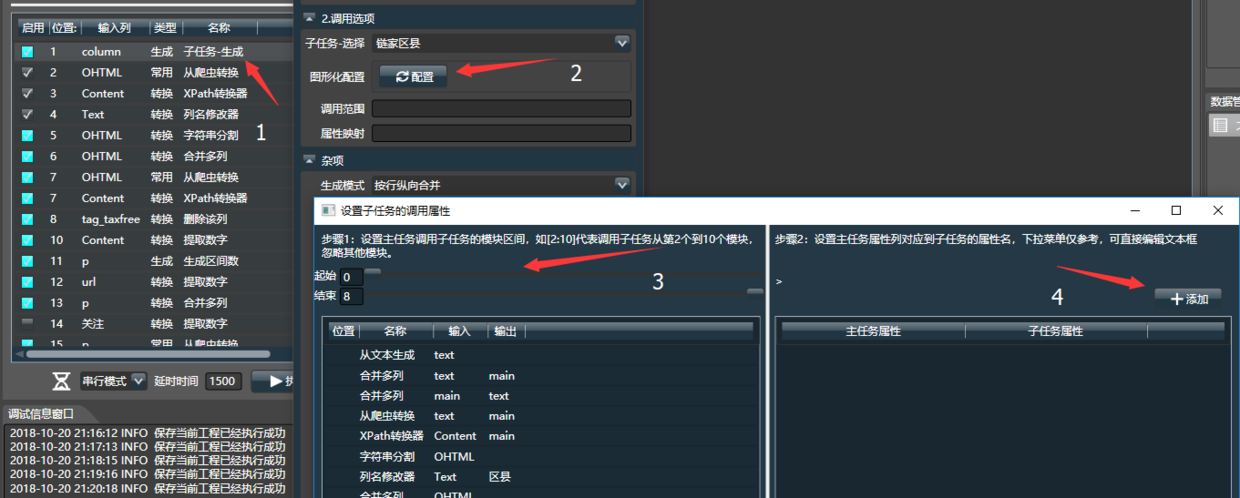 启用 位置: 输入列 类型 名称
1 column 生成 子任务-生成
2 OHTML 常用 从爬虫转换
3 Content 转换 XPath转换器
4 Text 转换 列名修改器
5 OHTML 转换 字符串分割
6 OHTML 转换 合并多列
7 OHTML 常用 从爬虫转换
7 Content 转换 XPath转换器
8 tag_taxfree 转换 删除该列
10 Content 转换 提取数字
11 p 生成 生成区间数
12 url 转换 提取数字
13 p 转换 合并多列
14 关注 转换 提取数字
15 p 常用 从爬虫转换
1
串行模式 延时时间 1500
调试信息窗口
2018-10-20 21:16:12 INFO 保存当前工程已经执行成功
2018-10-20 21:17:13 INFO 保存当前工程已经执行成功
2018-10-20 21:18:15 INFO 保存当前工程已经执行成功
2018-10-20 21:19:16 INFO 保存当前工程已经执行成功
2018-10-20 21:20:18 INFO 保存当前工程已经执行成功
2.调用选项
子任务-选择 链家区县
图形化配置 配置
2
调用范围
属性映射
杂项
生成模式 按行纵向合并
数据管
设置子任务的调用属性
步骤1：设置主任务调用子任务的模块区间，如[2:10]代表调用子任务从第2个到10个模块，
忽略其他模块。
起始 0
结束 8
3
位置 名称 输入 输出
从文本生成 text
合并多列 text main
合并多列 main text
从爬虫转换 text main
XPath转换器 Content main
字符串分割 OHTML
列名修改器 Text 区县
合并多列 OHTML
步骤2：设置主任务属性列对应到子任务的属性名，下拉菜单仅参考，可直接编辑文本框
>
4
添加
主任务属性 子任务属性